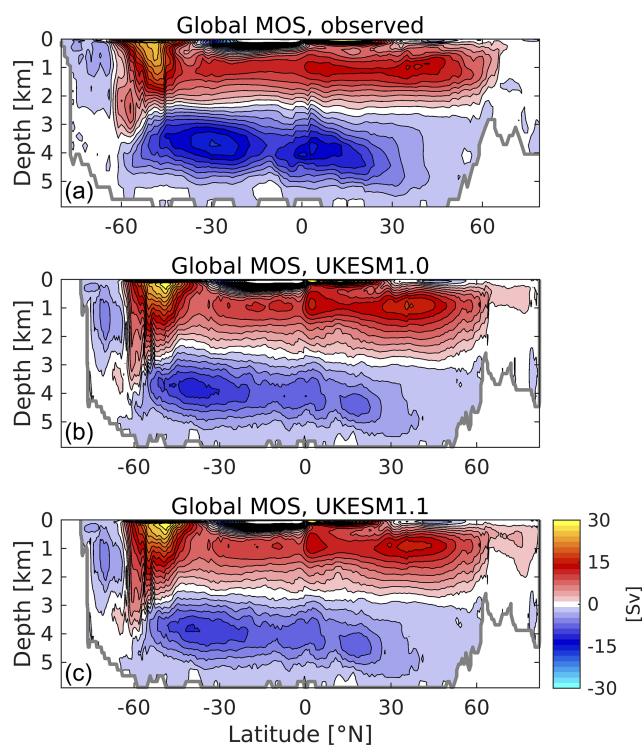 Global MOS, observed
0
1
2
3
4
5
Depth [km]
(a)
-60 -30 0 30 60
Global MOS, UKESM1.0
0
1
2
3
4
5
Depth [km]
(b)
-60 -30 0 30 60
Global MOS, UKESM1.1
0
1
2
3
4
5
Depth [km]
(c)
-60 -30 0 30 60
Latitude [°N]
30
15
0
-15
-30
[Sv]